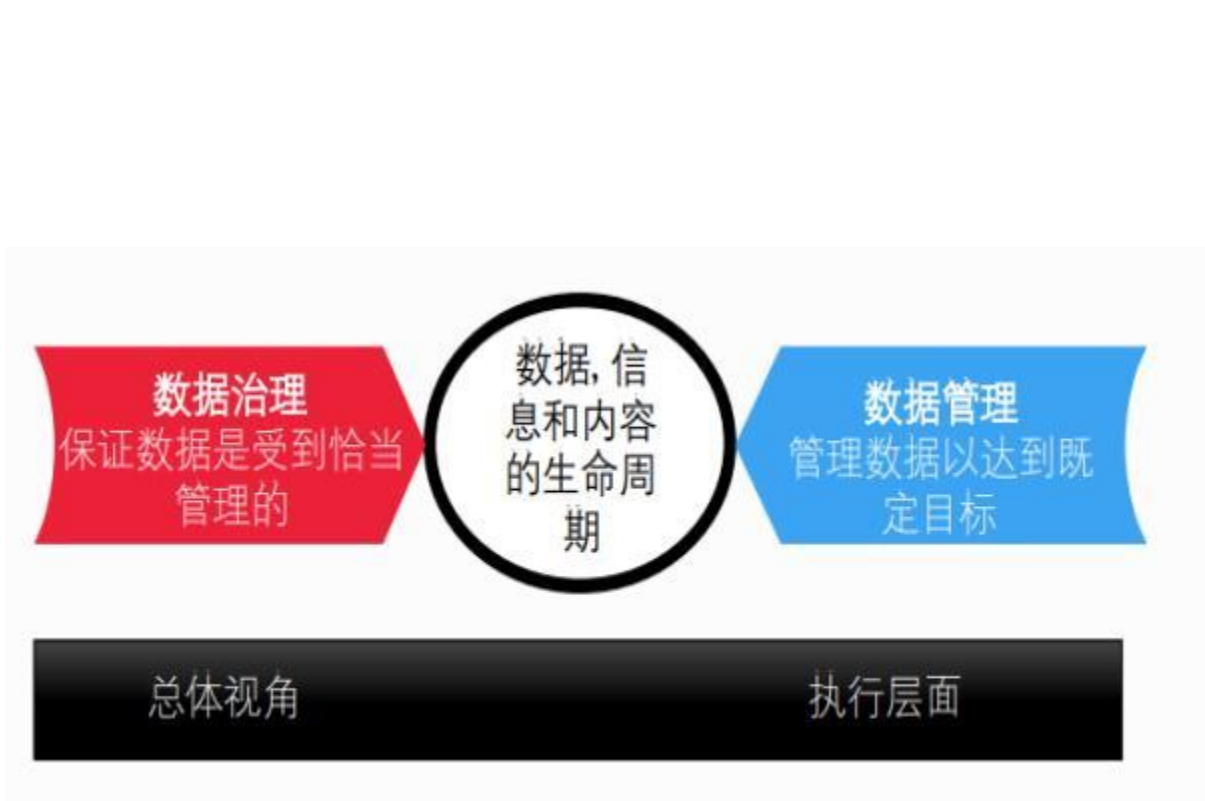 数据治理
保证数据是受到恰当
管理的
数据, 信
息和内容
的生命周
期
数据管理
管理数据以达到既
定目标
总体视角
执行层面